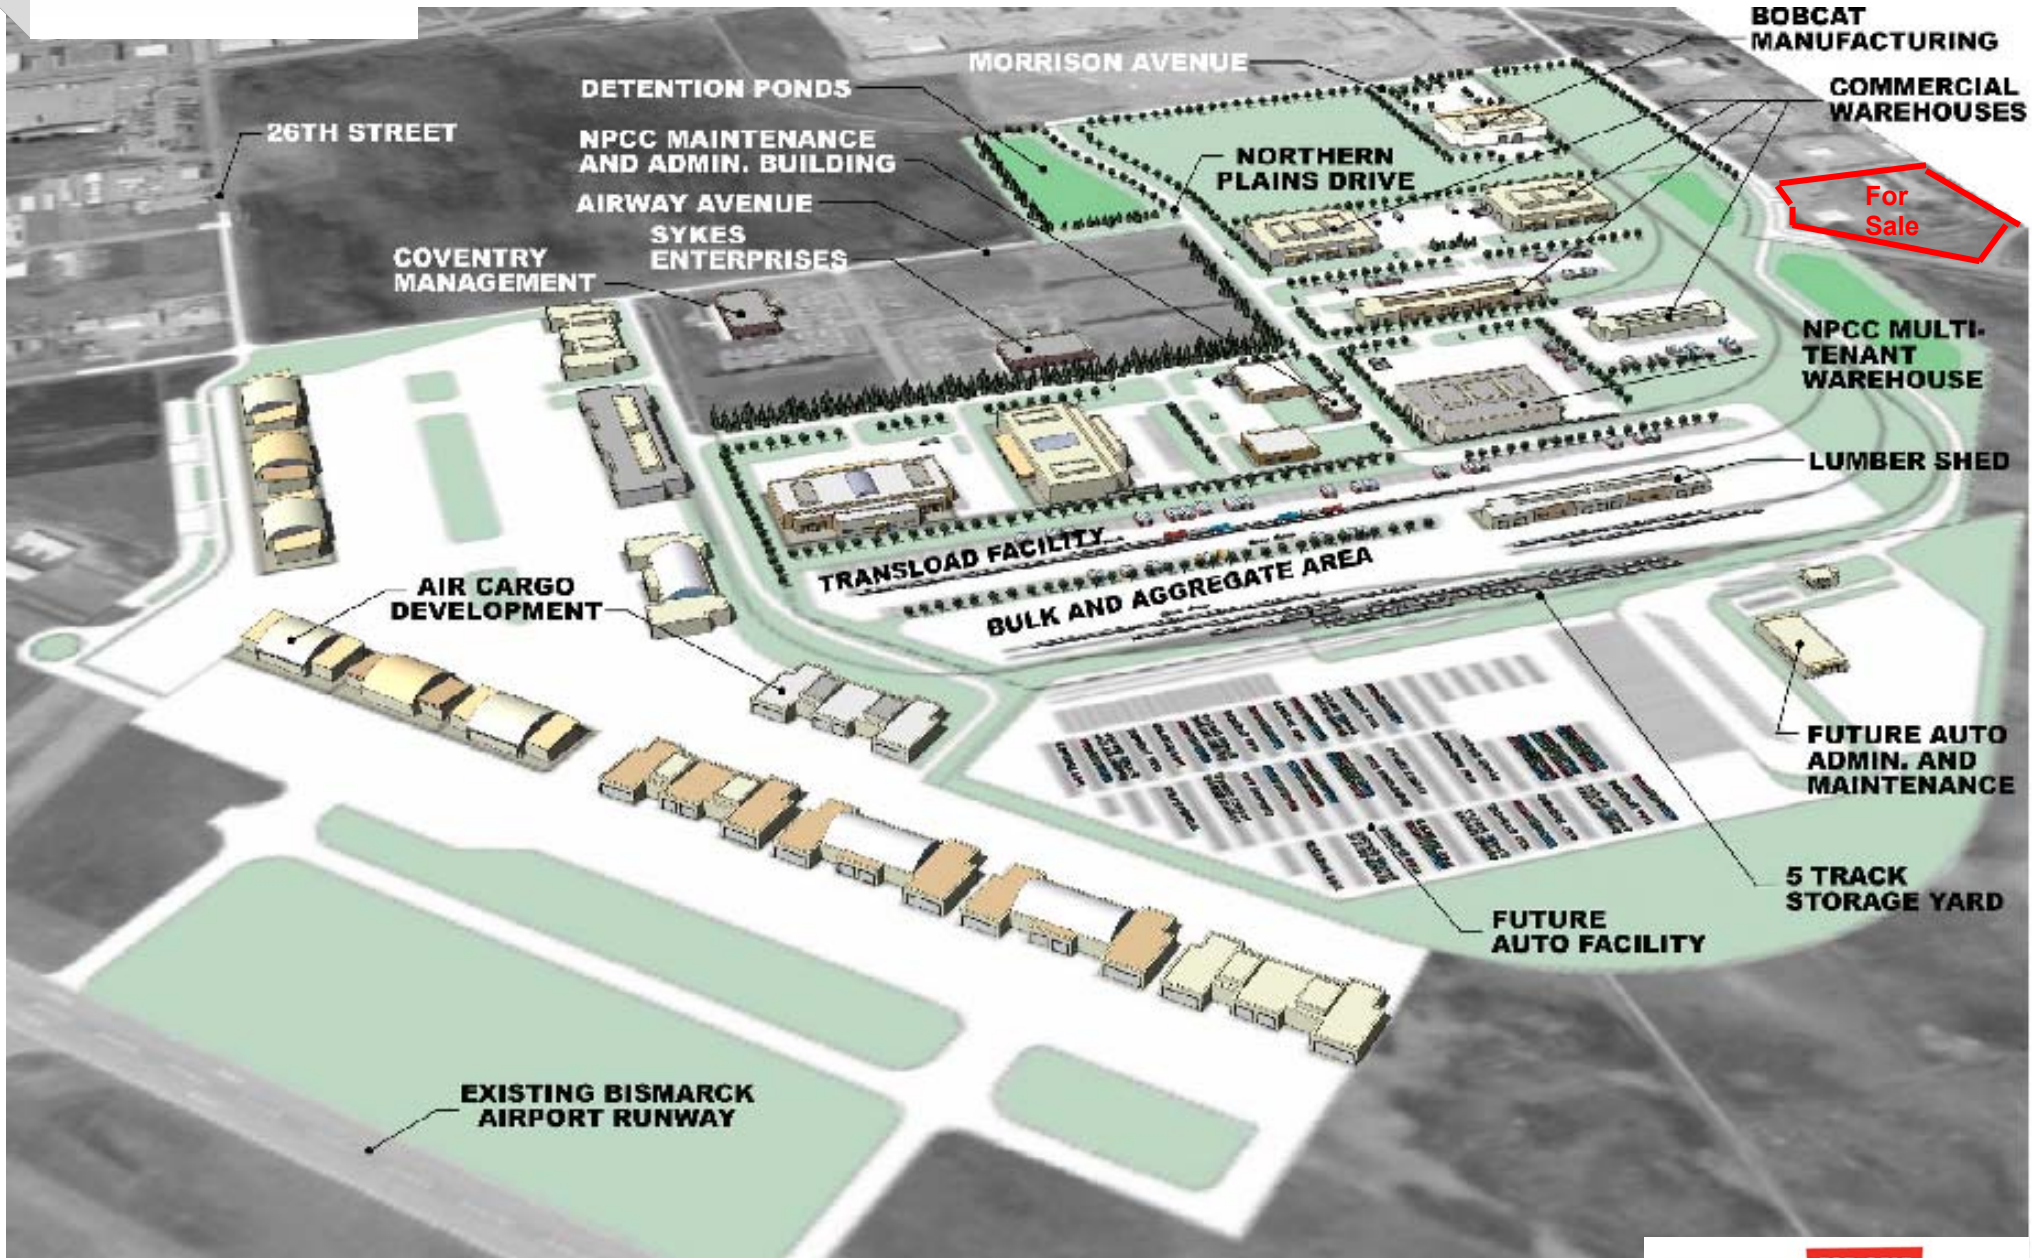 BOBCAT
MANUFACTURING
MORRISON AVENUE
COMMERCIAL
WAREHOUSES
DETENTION PONDS
26TH STREET
NPCC MAINTENANCE
AND ADMIN. BUILDING
NORTHERN
PLAINS DRIVE
For
Sale
AIRWAY AVENUE
SYKES
ENTERPRISES
COVENTRY
MANAGEMENT
NPCC MULTI-
TENANT
WAREHOUSE
LUMBER SHED
TRANSLOAD FACILITY
BULK AND AGGREGATE AREA
AIR CARGO
DEVELOPMENT
FUTURE AUTO
ADMIN. AND
MAINTENANCE
5 TRACK
STORAGE YARD
FUTURE
AUTO FACILITY
EXISTING BISMARCK
AIRPORT RUNWAY